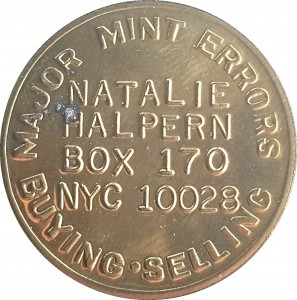 MAJOR MINT ERRORS
NATALIE
HALPERN
BOX 170
NYC 10028
BUYING • SELLING